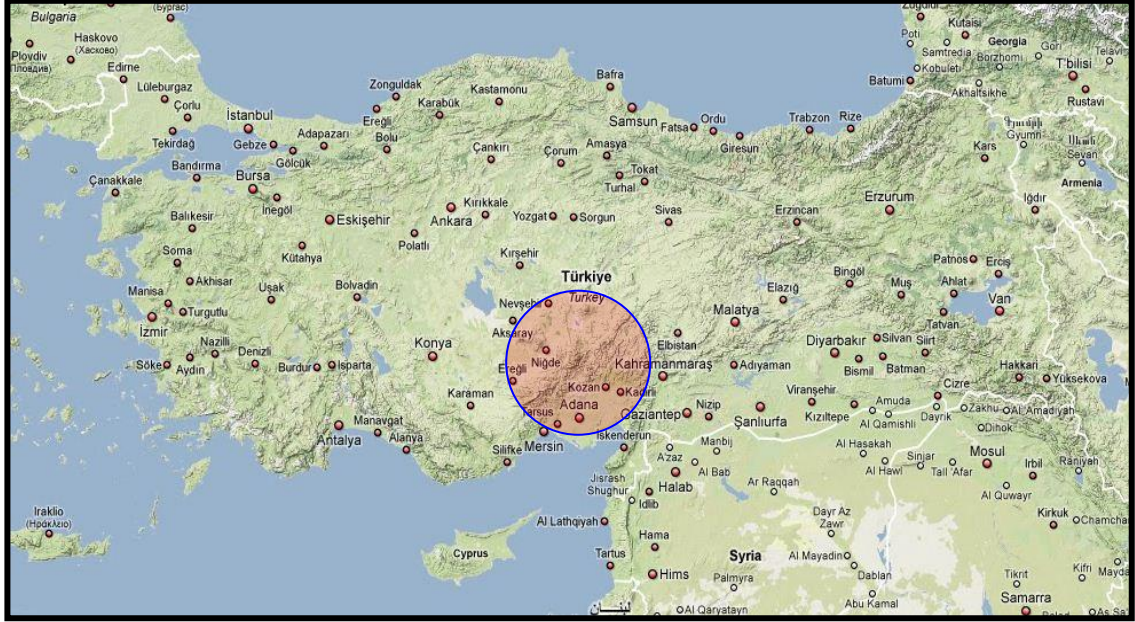 Bulgaria
(Бургас)
Haskovo
(Хасково)
Plovdiv
(Пловдив)
Edirne
Lüleburgaz
Çorlu
Tekirdağ
İstanbul
Gebze
Adapazarı
Gölcük
Zonguldak
Ereğli
Bolu
Karabük
Kastamonu
Bafra
Samsun
Fatsa
Ordu
Giresun
Trabzon
Rize
Batumi
Poti
Kutaisi
Samtredia
Kobuleti
Georgia
Borzhomi
Gori
Telavi
Akhaltsikhe
T'bilisi
Rustavi
Gyumri
Kars
Sevan
Armenia
Iğdır
Çanakkale
Bandırma
Bursa
İnegöl
Balıkesir
Eskişehir
Kütahya
Ankara
Kırıkkale
Polatlı
Çankırı
Çorum
Amasya
Turhal
Tokat
Yozgat
Sorgun
Sivas
Erzincan
Erzurum
Kırşehir
Türkiye
Turkey
Soma
Akhisar
Manisa
Turgutlu
İzmir
Uşak
Bolvadin
Nazilli
Söke
Aydın
Denizli
Burdur
Isparta
Konya
Karaman
Nevşehir
Aksaray
Niğde
Ereğli
Kozan
Kadirli
Tarsus
Adana
Mersin
Silifke
Antalya
Manavgat
Alanya
Elbistan
Kahramanmaraş
Malatya
Elazığ
Adıyaman
Bingöl
Muş
Patnos
Erciş
Ahlat
Tatvan
Van
Diyarbakır
Silvan
Siirt
Bismil
Batman
Hakkari
Yüksekova
Cizre
Viranşehir
Kızıltepe
Gaziantep
Nizip
Şanlıurfa
İskenderun
Amuda
Al Qamishli
Dayrik
Zakhu
Al Amadiyah
Dihok
A'zaz
Manbij
Al Bab
Halab
Jisrash
Shughur
Idlib
Ar Raqqah
Al Hasakah
Al Hawl
Sinjar
Tall 'Afar
Mosul
Irbil
Raniyah
Al Quwayr
Kirkuk
Chamcha
Al Lathqiyah
Hama
Tartus
Hims
Syria
Dayr Az
Zawr
Al Mayadin
Palmyra
Dablan
Abu Kamal
Al Qaryatayn
Tikrit
Kifri
Samarra
Iraklio
(Ηράκλειο)
Cyprus
لبنان